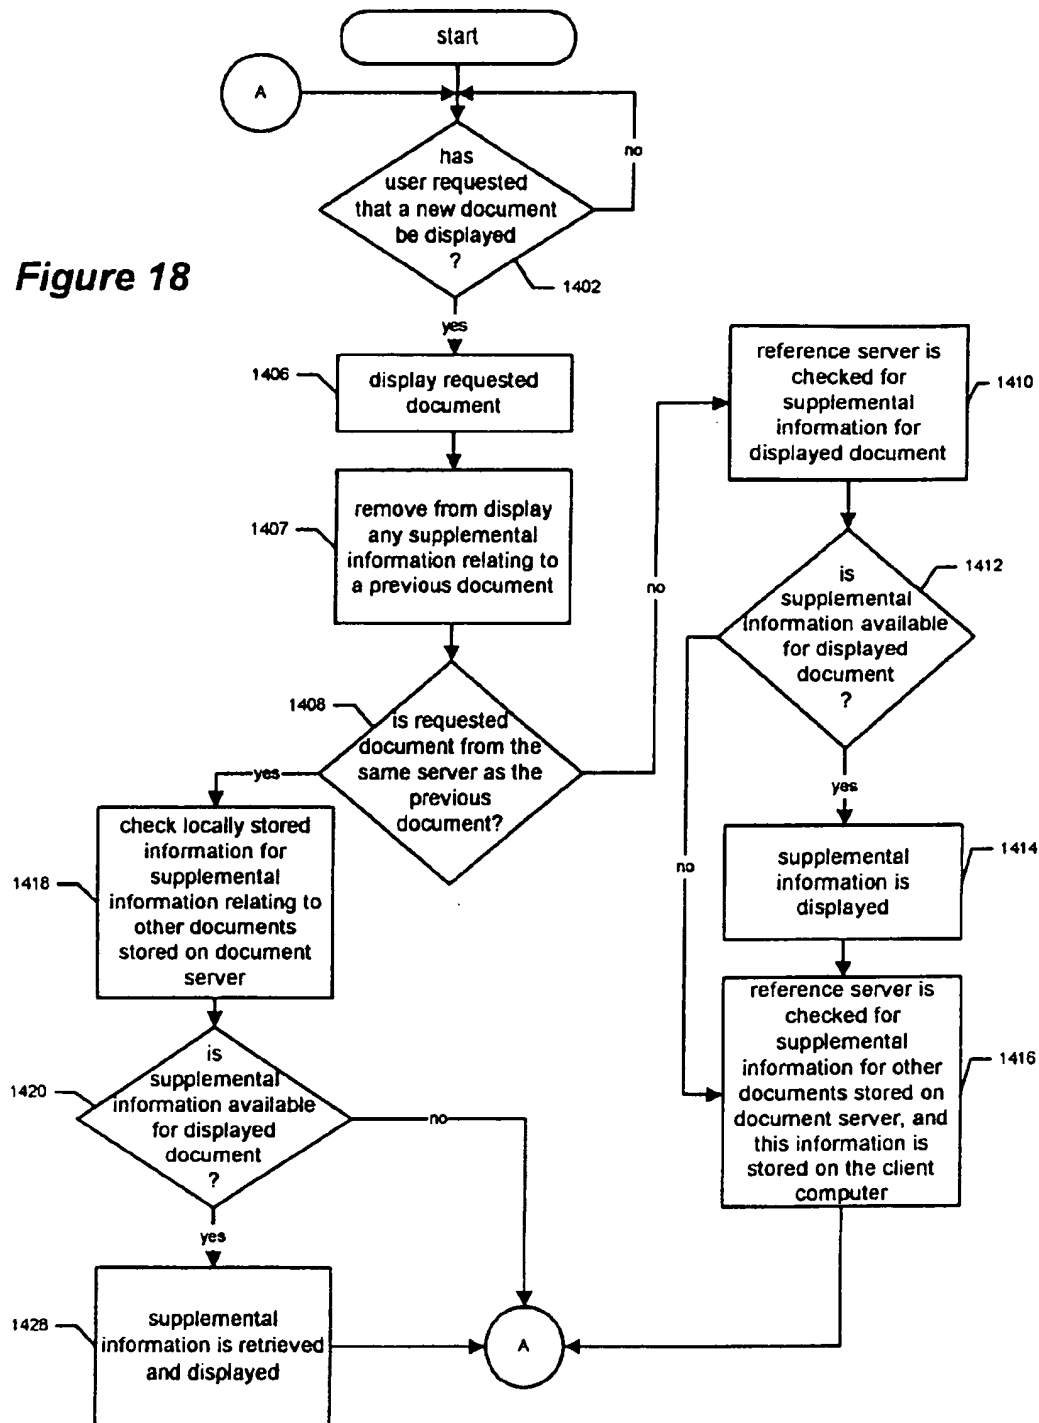 start
A
no
has
user requested
that a new document
be displayed
?
1402
Figure 18
yes
1406
display requested
document
1407
remove from display
any supplemental
information relating to
a previous document
1408
is requested
document from the
same server as the
previous
document?
no
reference server is
checked for
supplemental
information for
displayed document
1410
is
supplemental
information available
for displayed
document
?
1412
yes
no
supplemental
information is
displayed
1414
reference server is
checked for
supplemental
information for other
documents stored on
document server, and
this information is
stored on the client
computer
1416
yes
check locally stored
information for
supplemental
information relating to
other documents
stored on document
server
1418
is
supplemental
information available
for displayed
document
?
1420
no
yes
supplemental
information is retrieved
and displayed
1428
A